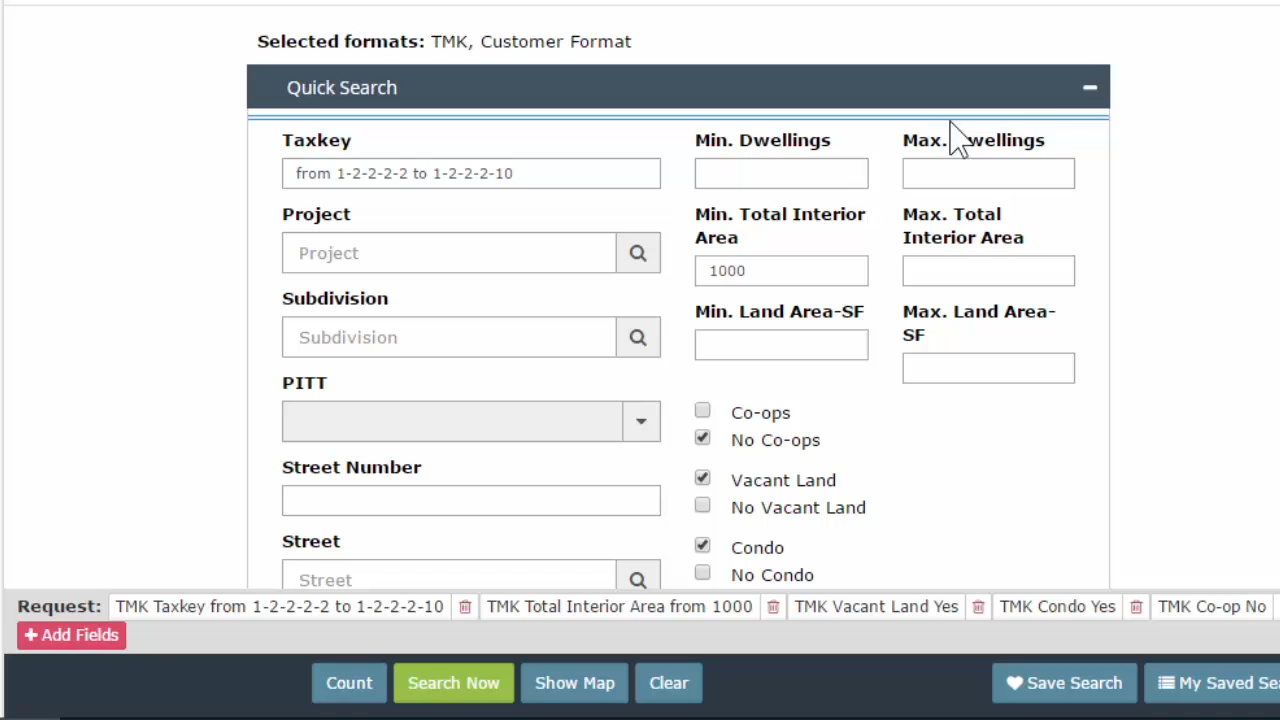 Selected formats: TMK, Customer Format
Quick Search
Taxkey
from 1-2-2-2-2 to 1-2-2-2-10
Project
Project
Subdivision
Subdivision
PITT
Street Number
Street
Street
Min. Dwellings
Max. wellings
Min. Total Interior
Area
1000
Max. Total
Interior Area
Min. Land Area-SF
Max. Land Area-
SF
Co-ops
No Co-ops
Vacant Land
No Vacant Land
Condo
No Condo
Request: TMK Taxkey from 1-2-2-2-2 to 1-2-2-2-10 TMK Total Interior Area from 1000 TMK Vacant Land Yes TMK Condo Yes TMK Co-op No
+ Add Fields
Count Search Now Show Map Clear Save Search My Saved Sea